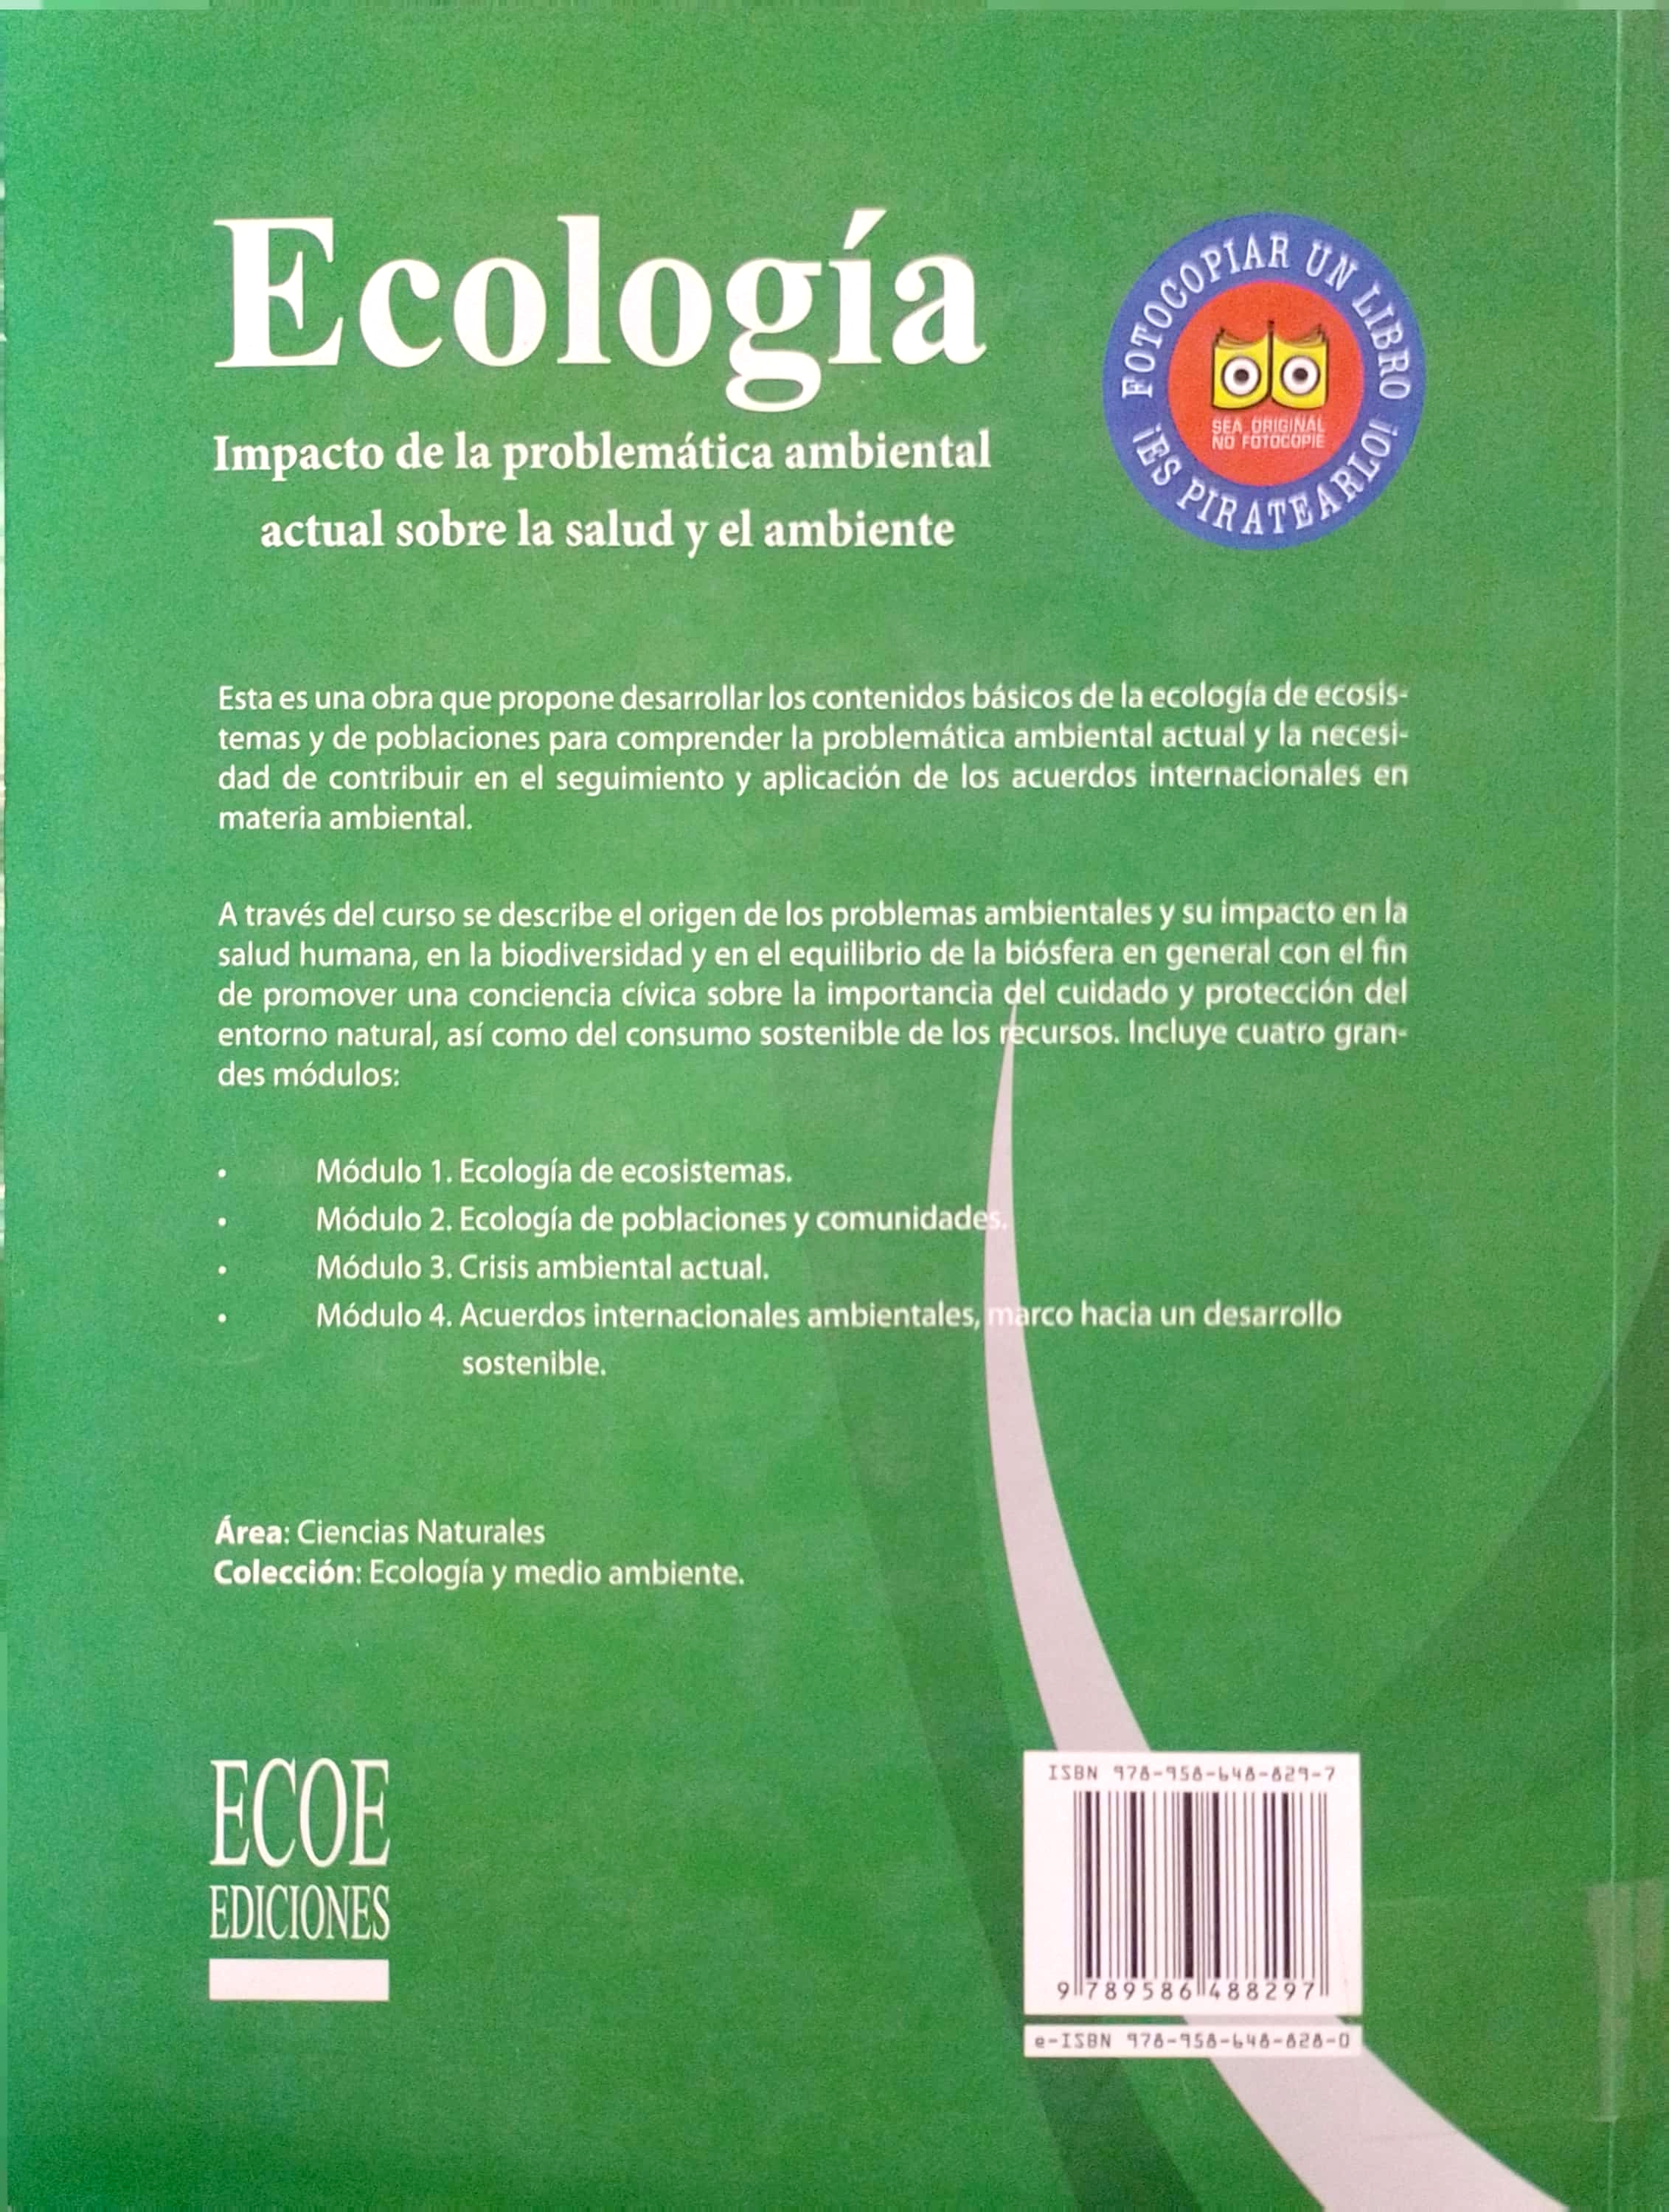 Ecología
Impacto de la problemática ambiental
actual sobre la salud y el ambiente
FOTOCOPIAR UN LIBRO
¡ES PIRATEARLO!
SEA ORIGINAL
NO FOTOCOPIE
Esta es una obra que propone desarrollar los contenidos básicos de la ecología de ecosis-
temas y de poblaciones para comprender la problemática ambiental actual y la necesi-
dad de contribuir en el seguimiento y aplicación de los acuerdos internacionales en
materia ambiental.
A través del curso se describe el origen de los problemas ambientales y su impacto en la
salud humana, en la biodiversidad y en el equilibrio de la biósfera en general con el fin
de promover una conciencia cívica sobre la importancia del cuidado y protección del
entorno natural, así como del consumo sostenible de los recursos. Incluye cuatro gran-
des módulos:
• Módulo 1. Ecología de ecosistemas.
• Módulo 2. Ecología de poblaciones y comunidades.
• Módulo 3. Crisis ambiental actual.
• Módulo 4. Acuerdos internacionales ambientales, marco hacia un desarrollo
sostenible.
Área: Ciencias Naturales
Colección: Ecología y medio ambiente.
ECOE
EDICIONES
ISBN 978-958-648-829-7
9 789586 488297
e-ISBN 978-958-648-828-0